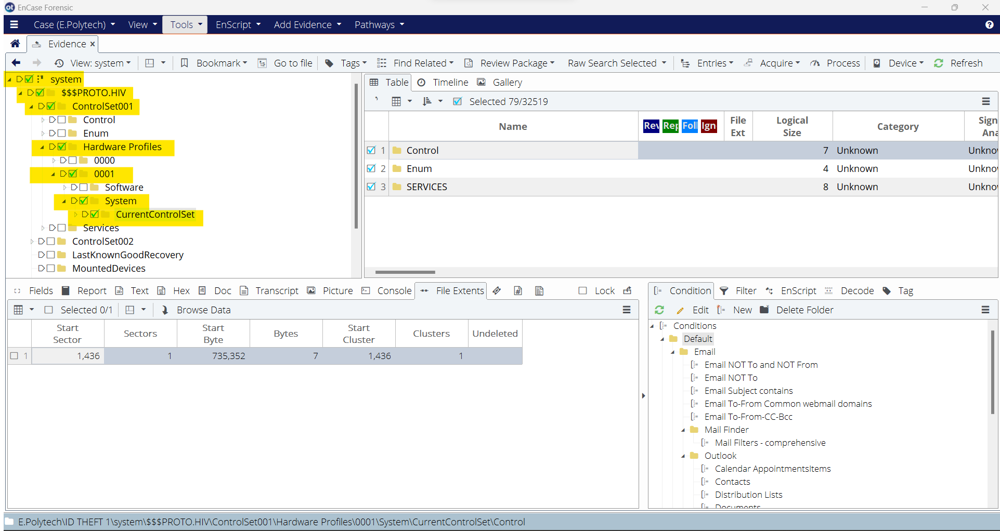 EnCase Forensic
Case (E.Polytech) View Tools EnScript Add Evidence Pathways
Evidence
View: system Bookmark Go to file Tags Find Related Review Package Raw Search Selected Entries Acquire Process Device Refresh
system
$$$PROTO.HIV
ControlSet001
Control
Enum
Hardware Profiles
0000
0001
Software
System
CurrentControlSet
Services
ControlSet002
LastKnownGoodRecovery
MountedDevices
Table Timeline Gallery
Selected 79/32519
Name Rev Rep Foll Ign File Ext Logical Size Category Sign Ana
1 Control 7 Unknown Unkno
2 Enum 4 Unknown Unkno
3 SERVICES 8 Unknown Unkno
Fields Report Text Hex Doc Transcript Picture Console File Extents Lock
Selected 0/1 Browse Data
Start Sector Sectors Start Byte Bytes Start Cluster Clusters Undeleted
1 1,436 1 735,352 7 1,436 1
Condition Filter EnScript Decode Tag
Edit New Delete Folder
Conditions
Default
Email
Email NOT To and NOT From
Email NOT To
Email Subject contains
Email To-From Common webmail domains
Email To-From-CC-Bcc
Mail Finder
Mail Filters - comprehensive
Outlook
Calendar AppointmentsItems
Contacts
Distribution Lists
Documents
E.Polytech\ID THEFT 1\system\$$$PROTO.HIV\ControlSet001\Hardware Profiles\0001\System\CurrentControlSet\Control